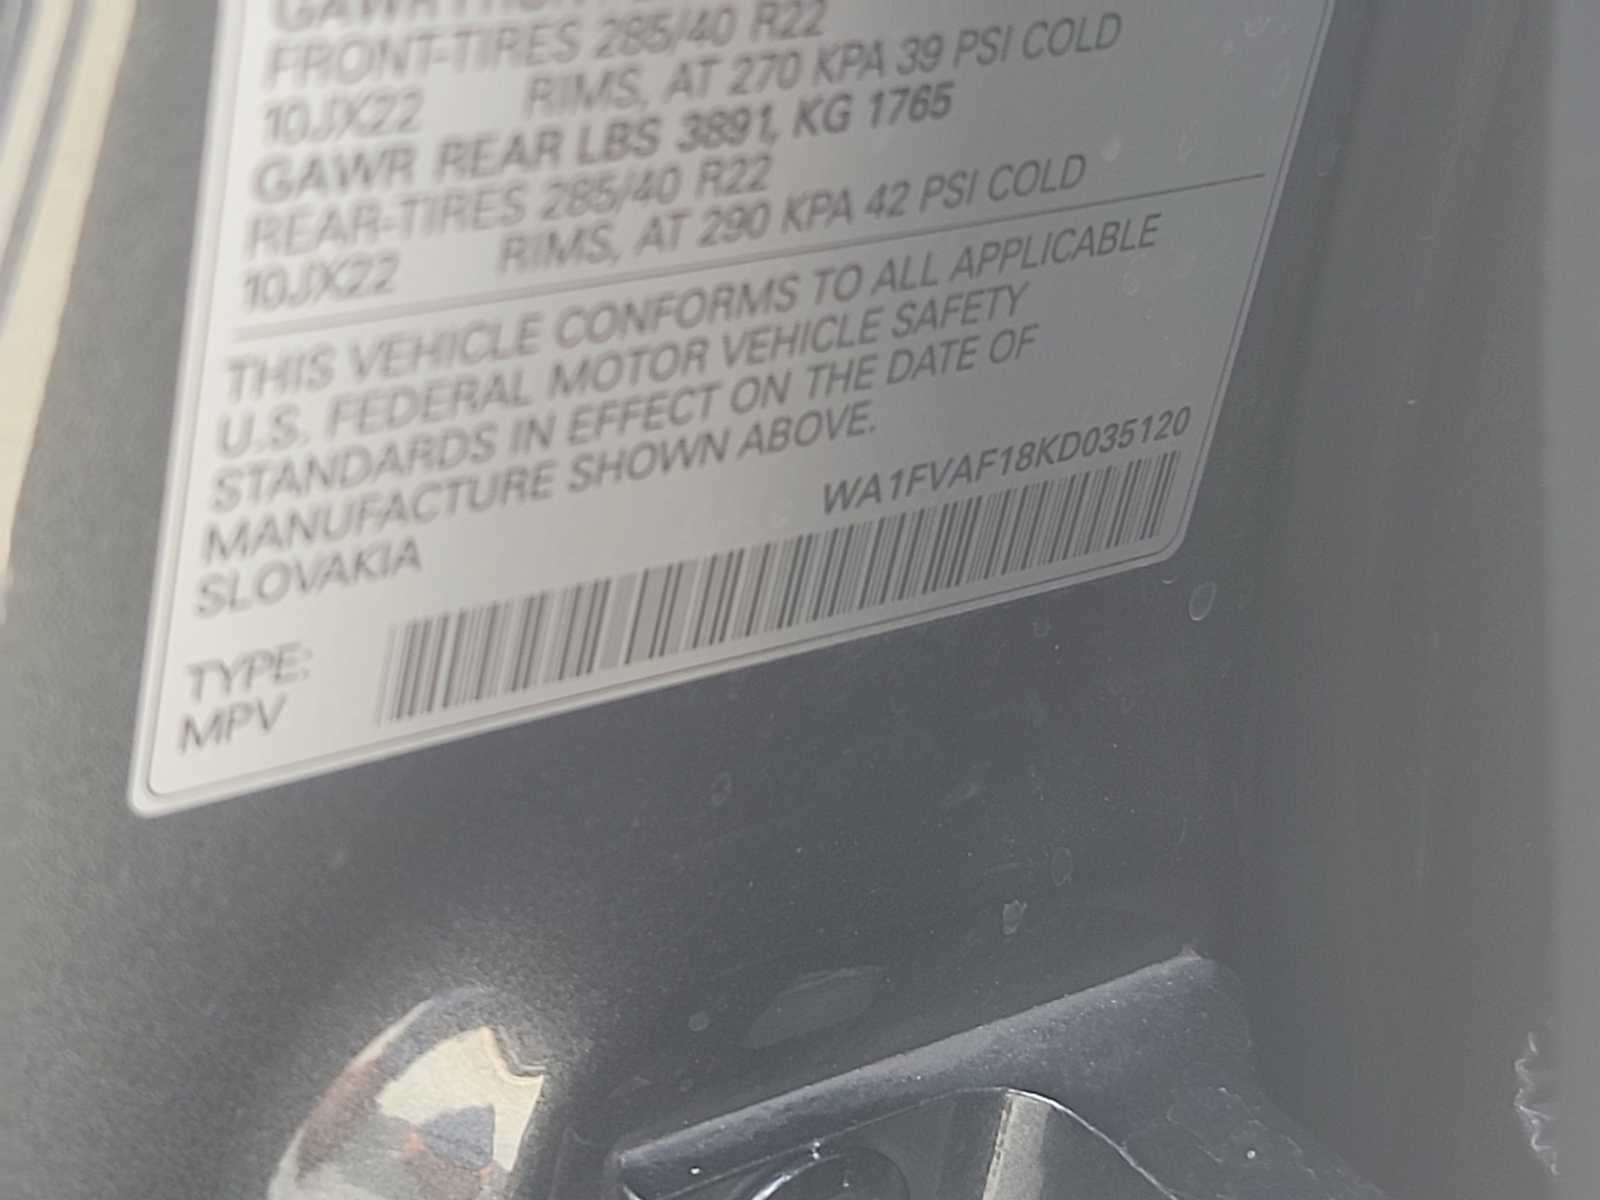 GAWR FRONT
FRONT-TIRES 285/40 R22
10JX22 RIMS, AT 270 KPA 39 PSI COLD
GAWR REAR LBS 3891, KG 1765
REAR-TIRES 285/40 R22
10JX22 RIMS, AT 290 KPA 42 PSI COLD
THIS VEHICLE CONFORMS TO ALL APPLICABLE
U.S. FEDERAL MOTOR VEHICLE SAFETY
STANDARDS IN EFFECT ON THE DATE OF
MANUFACTURE SHOWN ABOVE.
SLOVAKIA
WA1FVAF18KD035120
TYPE:
MPV